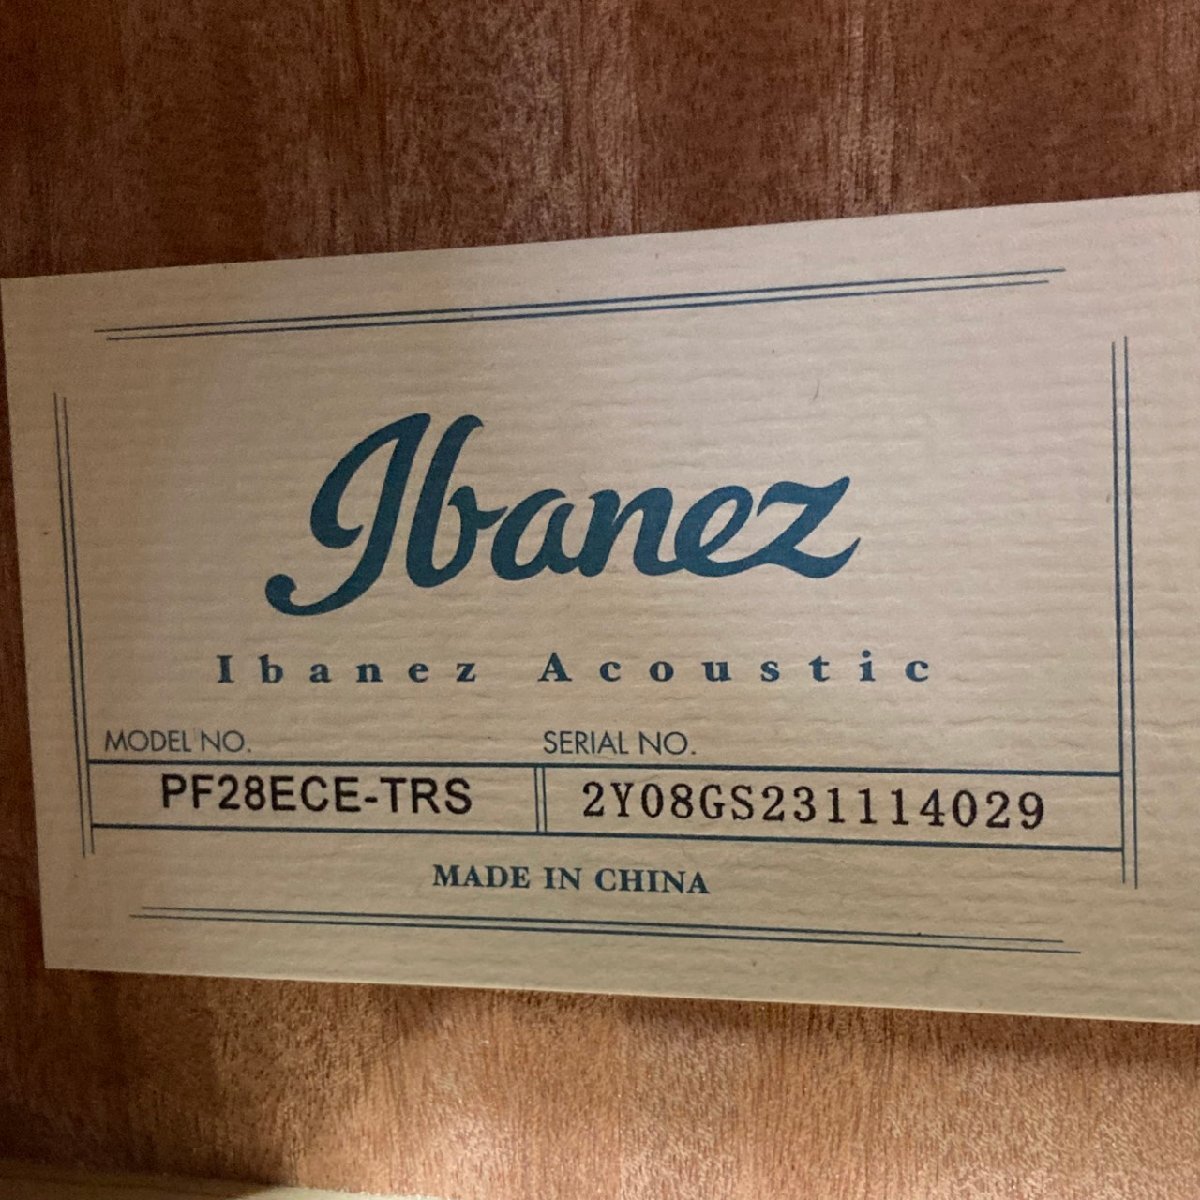 Ibanez
Ibanez Acoustic
MODEL NO. SERIAL NO.
PF28ECE-TRS 2Y08GS231114029
MADE IN CHINA